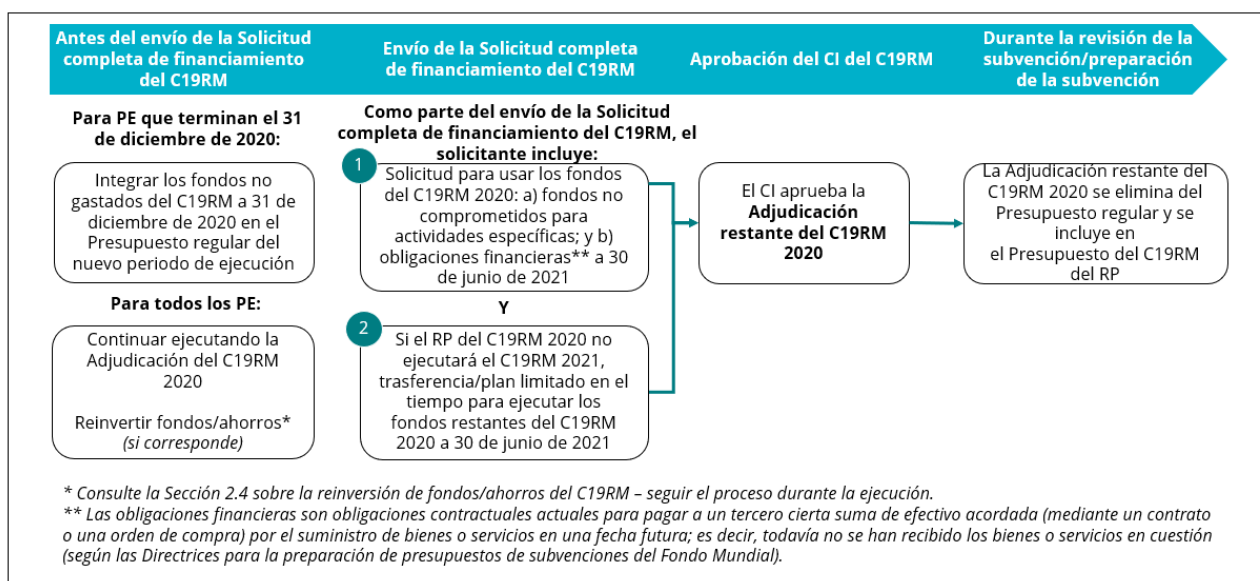 Antes del envío de la Solicitud
completa de financiamiento
del C19RM
Envío de la Solicitud completa
de financiamiento del C19RM
Aprobación del CI del C19RM
Durante la revisión de la
subvención/preparación
de la subvención
Para PE que terminan el 31
de diciembre de 2020:
Integrar los fondos no
gastados del C19RM a 31 de
diciembre de 2020 en el
Presupuesto regular del
nuevo periodo de ejecución
Para todos los PE:
Continuar ejecutando la
Adjudicación del C19RM
2020
Reinvertir fondos/ahorros*
(si corresponde)
Como parte del envío de la Solicitud
completa de financiamiento del C19RM, el
solicitante incluye:
1
Solicitud para usar los fondos
del C19RM 2020: a) fondos no
comprometidos para
actividades específicas; y b)
obligaciones financieras** a 30
de junio de 2021
Y
2
Si el RP del C19RM 2020 no
ejecutará el C19RM 2021,
trasferencia/plan limitado en el
tiempo para ejecutar los
fondos restantes del C19RM
2020 a 30 de junio de 2021
El CI aprueba la
Adjudicación
restante del C19RM
2020
La Adjudicación restante del
C19RM 2020 se elimina del
Presupuesto regular y se
incluye en
el Presupuesto del C19RM
del RP
* Consulte la Sección 2.4 sobre la reinversión de fondos/ahorros del C19RM – seguir el proceso durante la ejecución.
** Las obligaciones financieras son obligaciones contractuales actuales para pagar a un tercero cierta suma de efectivo acordada (mediante un contrato
o una orden de compra) por el suministro de bienes o servicios en una fecha futura; es decir, todavía no se han recibido los bienes o servicios en cuestión
(según las Directrices para la preparación de presupuestos de subvenciones del Fondo Mundial).